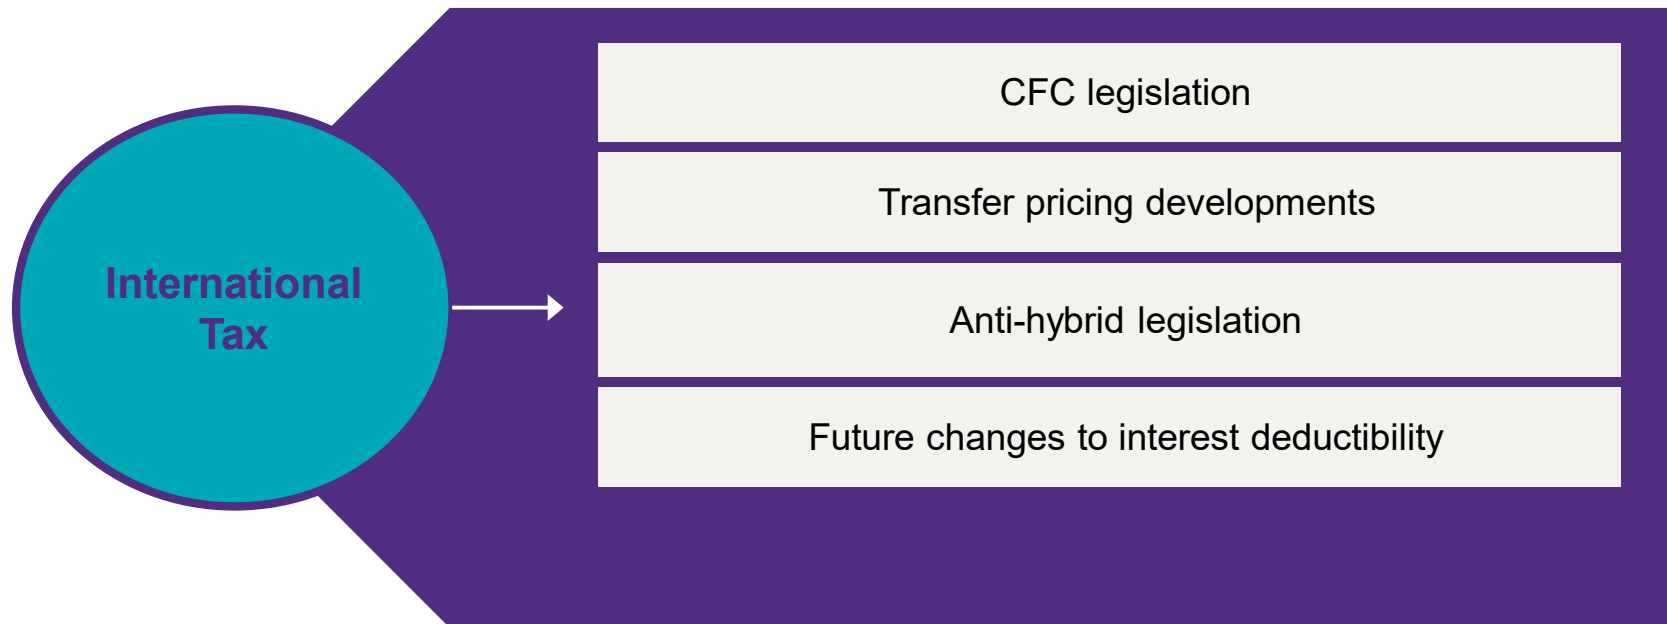 International
Tax
CFC legislation
Transfer pricing developments
Anti-hybrid legislation
Future changes to interest deductibility